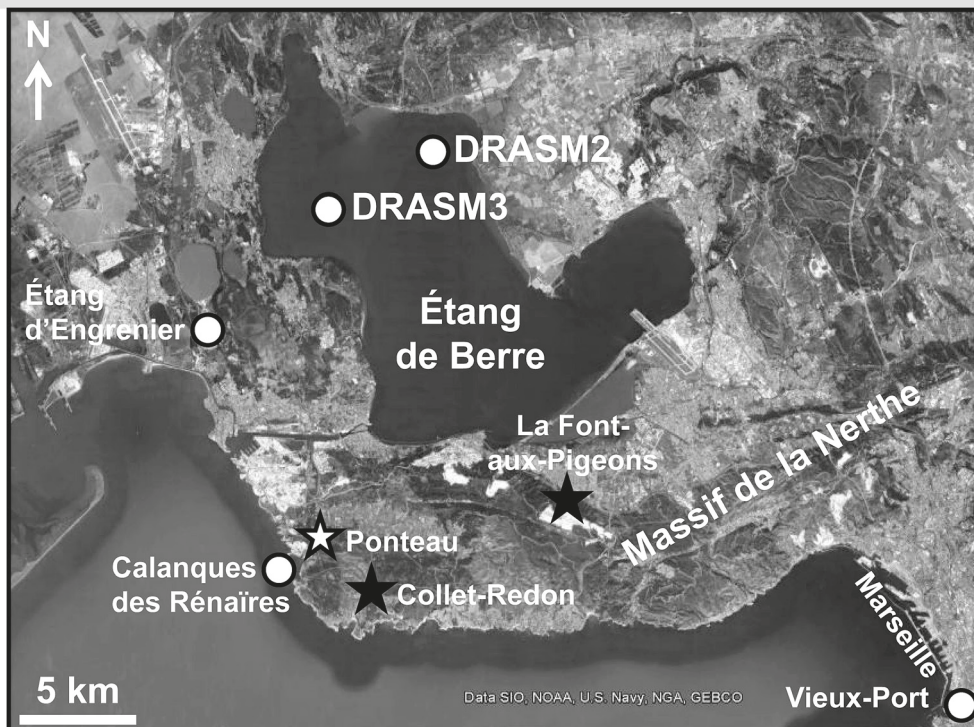 N
DRASM2
DRASM3
Étang
d'Engrenier
Étang
de Berre
La Font-
aux-Pigeons
Massif de la Nerthe
Ponteau
Calanques
des Rénaïres
Collet-Redon
Marseille
5 km
Data SIO, NOAA, U.S. Navy, NGA, GEBCO
Vieux-Port